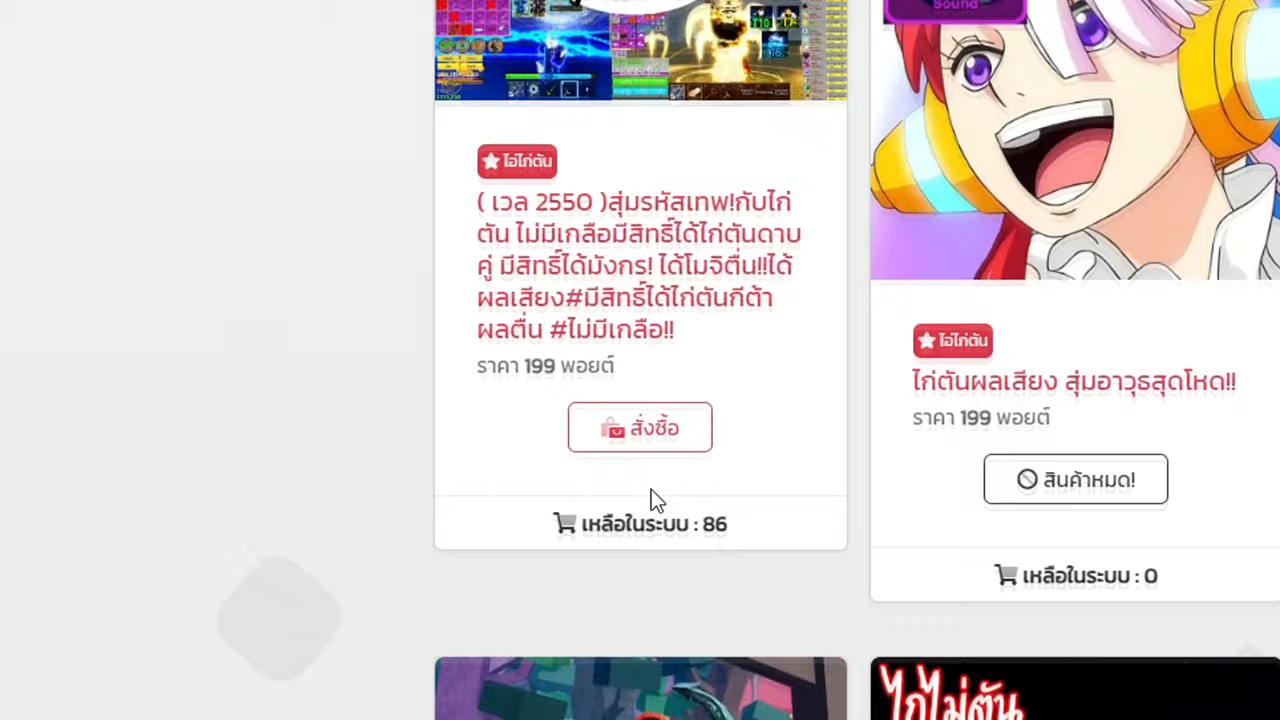 Sound
T10
ไอ้ไก่ตัน
( เวล 2550 )สุ่มรหัสเทพ!กับไก่
ตัน ไม่มีเกลือมีสิทธิ์ได้ไก่ตันดาบ
คู่ มีสิทธิ์ได้มังกร! ได้โมจิตื่น!!ได้
ผลเสียง#มีสิทธิ์ได้ไก่ตันกีต้า
ผลตื่น #ไม่มีเกลือ!!
ราคา 199 พอยต์
สั่งซื้อ
เหลือในระบบ : 86
ไอ้ไก่ตัน
ไก่ตันผลเสียง สุ่มอาวุธสุดโหด!!
ราคา 199 พอยต์
สินค้าหมด!
เหลือในระบบ : 0
ไก่ไม่ตัน